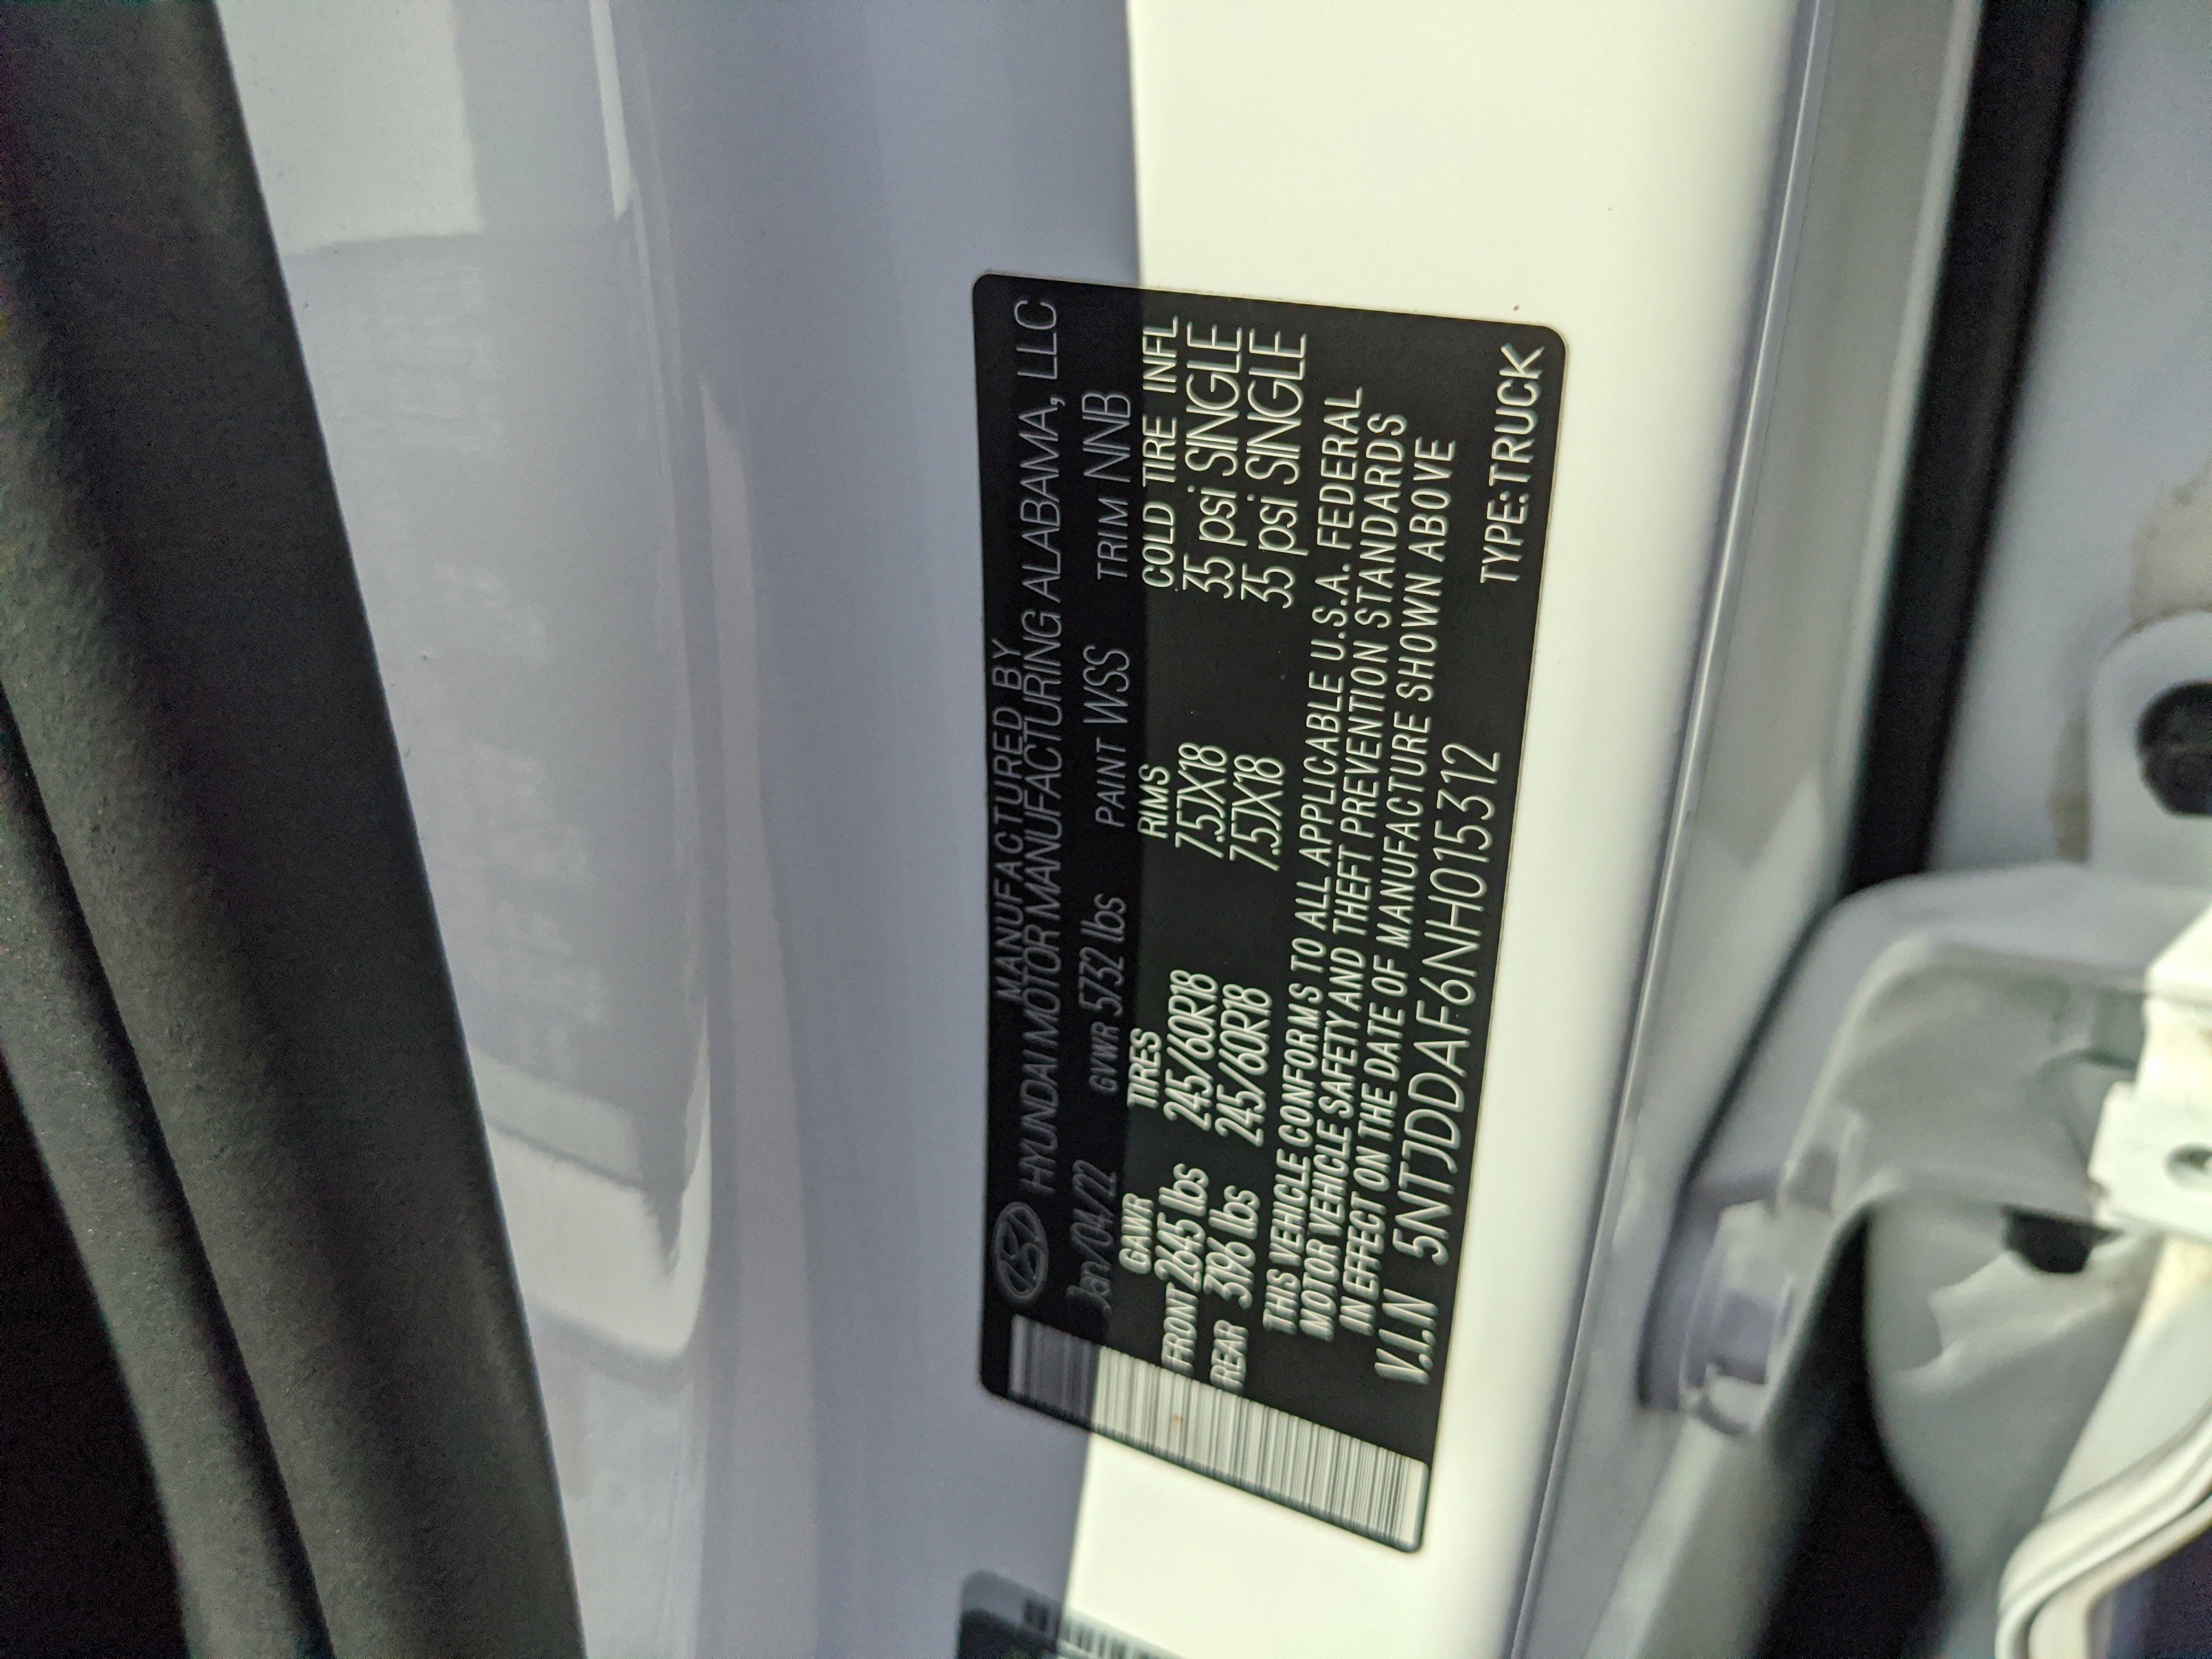 MANUFACTURED BY
HYUNDAI MOTOR MANUFACTURING ALABAMA, LLC
Jan/04/22 GVWR 5732 lbs PAINT WSS TRIM NNB
GAWR TIRES RIMS COLD TIRE INFL
FRONT 2645 lbs 245/60R18 7.5JX18 35 psi SINGLE
REAR 3196 lbs 245/60R18 7.5JX18 35 psi SINGLE
THIS VEHICLE CONFORMS TO ALL APPLICABLE U.S.A. FEDERAL
MOTOR VEHICLE SAFETY AND THEFT PREVENTION STANDARDS
IN EFFECT ON THE DATE OF MANUFACTURE SHOWN ABOVE
V.I.N 5NTJDDAF6NH015312
TYPE:TRUCK